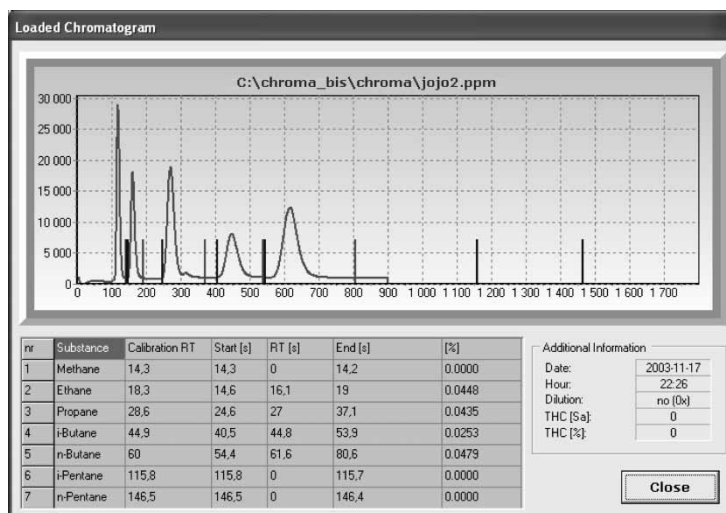 Loaded Chromatogram
C:\chroma_bis\chroma\jojo2.ppm
30 000
25 000
20 000
15 000
10 000
5 000
0
0 100 200 300 400 500 600 700 800 900 1 000 1 100 1 200 1 300 1 400 1 500 1 600 1 700
nr Substance Calibration RT Start [s] RT [s] End [s] [%]
1 Methane 14,3 14,3 0 14,2 0.0000
2 Ethane 18,3 14,6 16,1 19 0.0448
3 Propane 28,6 24,6 27 37,1 0.0435
4 i-Butane 44,9 40,5 44,8 53,9 0.0253
5 n-Butane 60 54,4 61,6 80,6 0.0479
6 i-Pentane 115,8 115,8 0 115,7 0.0000
7 n-Pentane 146,5 146,5 0 146,4 0.0000
Additional Information
Date: 2003-11-17
Hour: 22:26
Dilution: no (0x)
THC [Sa] 0
THC [%]: 0
Close